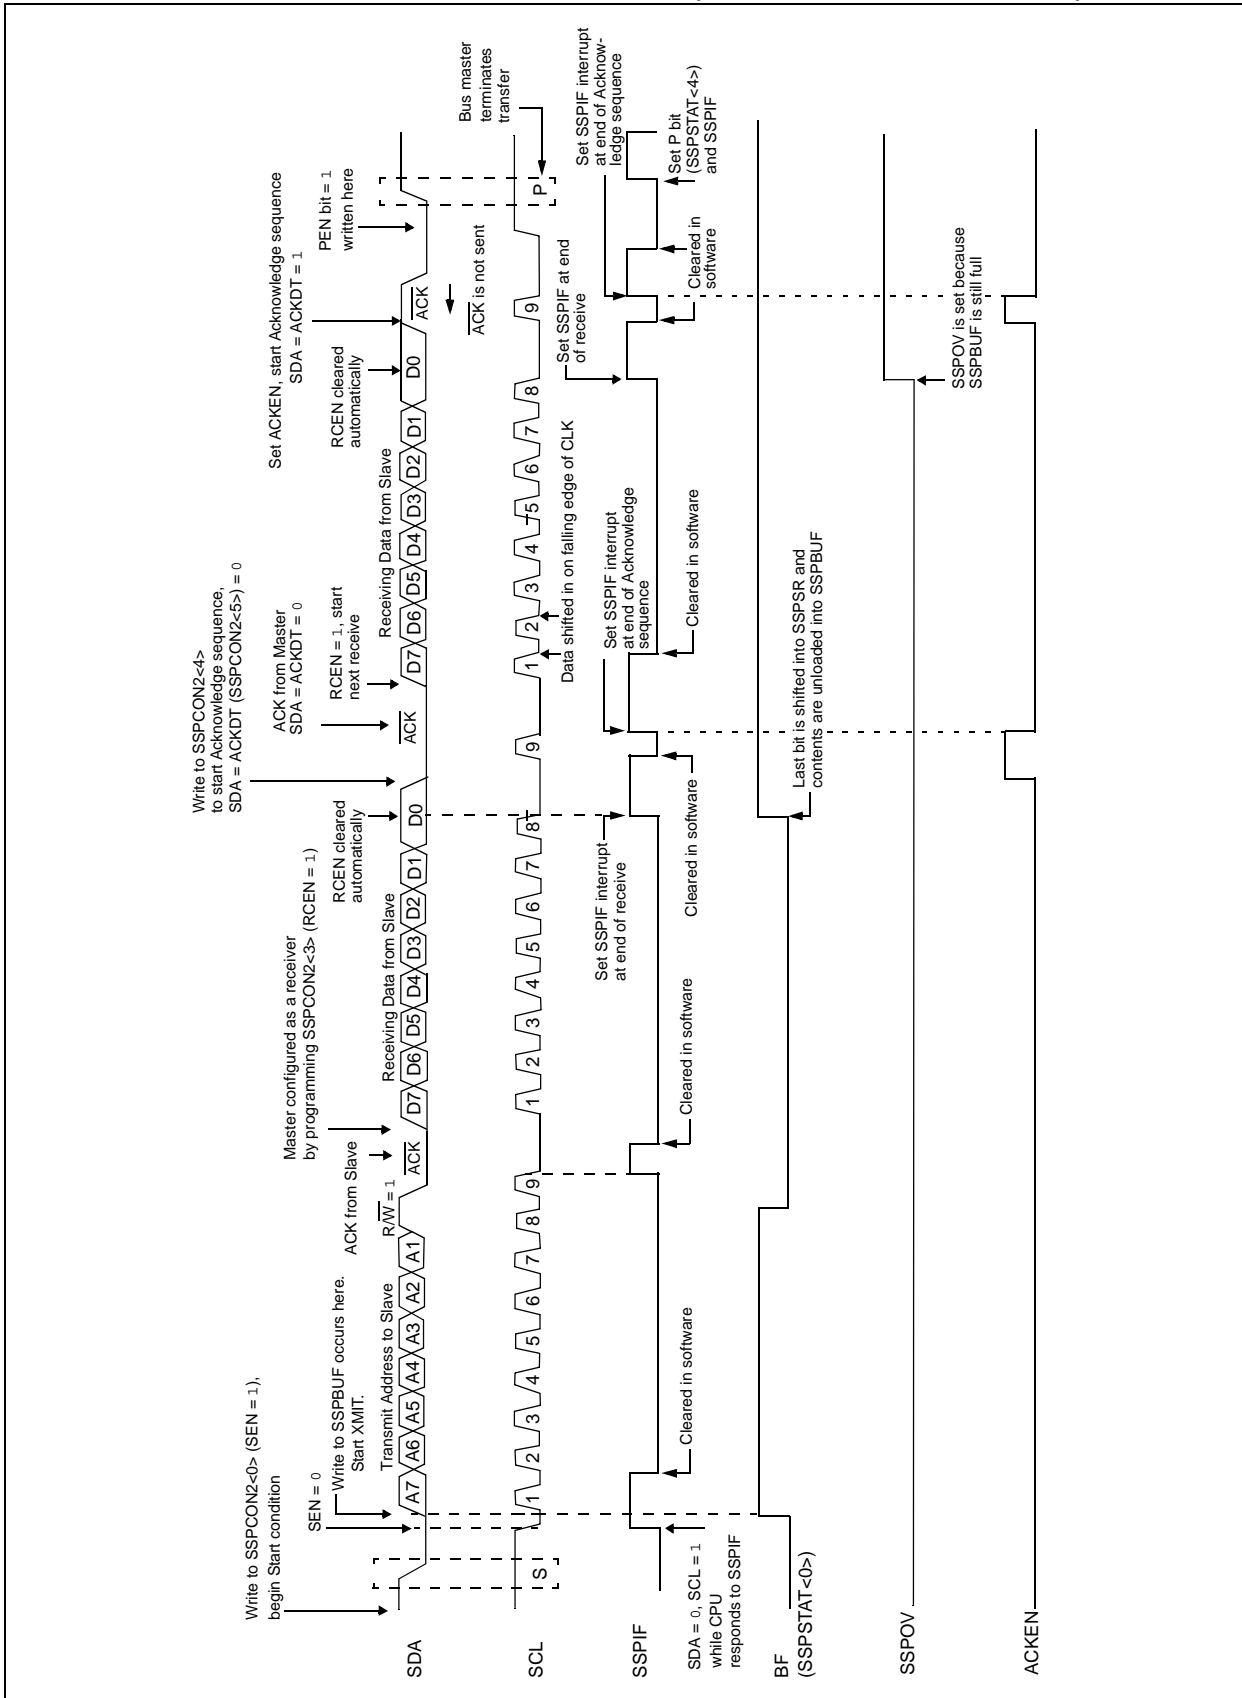 Write to SSPCON2<0> (SEN = 1),
begin Start condition
SEN = 0
Write to SSPBUF occurs here.
Start XMIT.
ACK from Slave
Master configured as a receiver
by programming SSPCON2<3> (RCEN = 1)
RCEN cleared
automatically
Write to SSPCON2<4>
to start Acknowledge sequence,
SDA = ACKDT (SSPCON2<5>) = 0
ACK from Master
SDA = ACKDT = 0
RCEN = 1, start
next receive
RCEN cleared
automatically
Set ACKEN, start Acknowledge sequence
SDA = ACKDT = 1
PEN bit = 1
written here
Transmit Address to Slave
R/W = 1
Receiving Data from Slave
Receiving Data from Slave
SDA
A7 A6 A5 A4 A3 A2 A1
ACK
D7 D6 D5 D4 D3 D2 D1 D0
ACK
D7 D6 D5 D4 D3 D2 D1 D0
ACK
ACK is not sent
Bus master
terminates
transfer
SCL
S
1 2 3 4 5 6 7 8 9
1 2 3 4 5 6 7 8
9
1 2 3 4 5 6 7 8
9
P
Data shifted in on falling edge of CLK
Set SSPIF interrupt
at end of receive
Set SSPIF interrupt
at end of Acknowledge
sequence
Set SSPIF at end
of receive
Set SSPIF interrupt
at end of Acknow-
ledge sequence
SSPIF
SDA = 0, SCL = 1
while CPU
responds to SSPIF
Cleared in software
Cleared in software
Cleared in software
Cleared in software
Cleared in
software
Set P bit
(SSPSTAT<4>)
and SSPIF
BF
(SSPSTAT<0>)
Last bit is shifted into SSPSR and
contents are unloaded into SSPBUF
SSPOV
SSPOV is set because
SSPBUF is still full
ACKEN